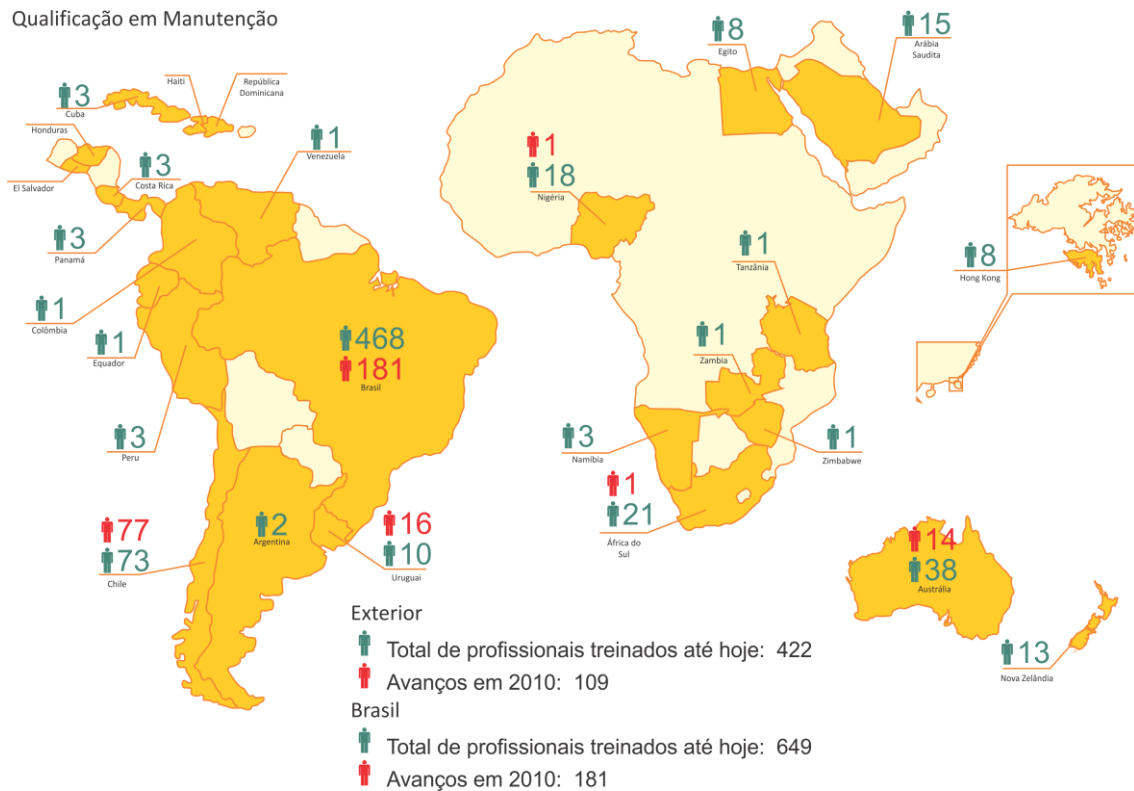 Qualificação em Manutenção
3
Cuba
Haiti
República
Dominicana
Honduras
El Salvador
3
Costa Rica
1
Venezuela
3
Panamá
1
Colômbia
1
Equador
468
181
Brasil
3
Peru
77
73
Chile
2
Argentina
16
10
Uruguai
8
Egito
15
Arábia
Saudita
1
18
Nigéria
1
Tanzânia
1
Zambia
3
Namíbia
1
Zimbabwe
1
21
África do
Sul
8
Hong Kong
14
38
Austrália
13
Nova Zelândia
Exterior
Total de profissionais treinados até hoje: 422
Avanços em 2010: 109
Brasil
Total de profissionais treinados até hoje: 649
Avanços em 2010: 181